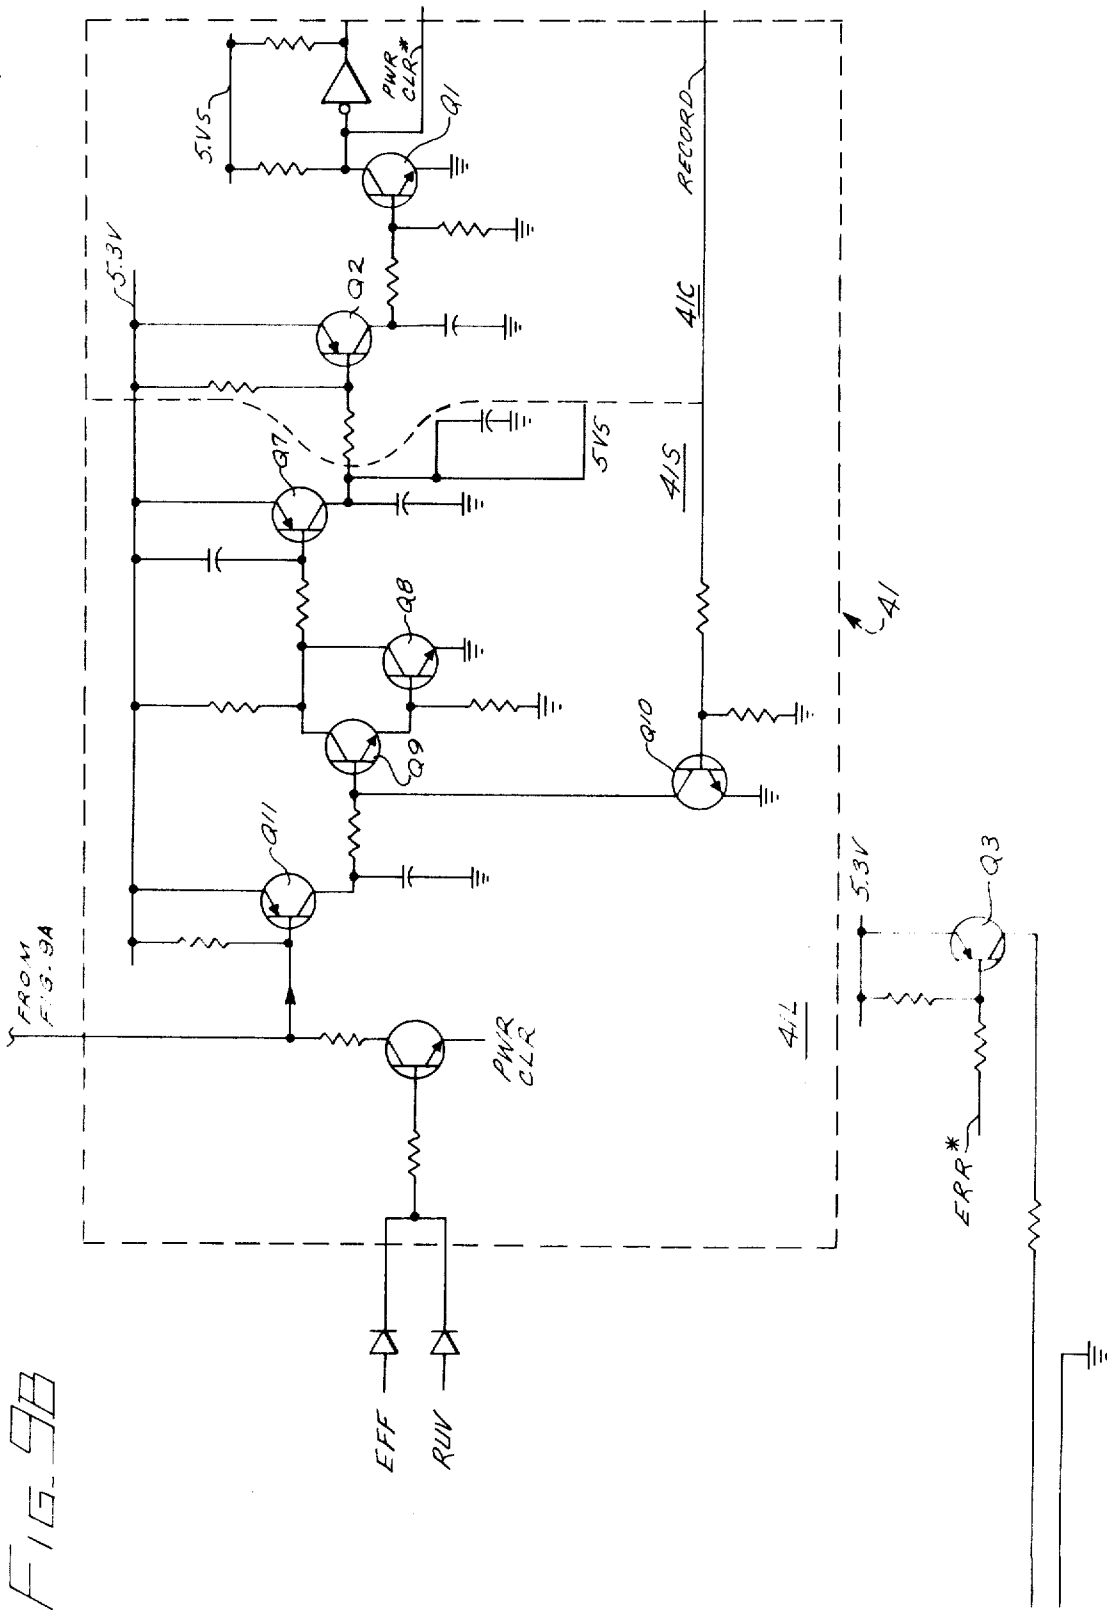 FIG. 9B
FROM
FIG. 9A
5.3V
5VS
PWR
CLR*
Q1
Q2
Q7
Q11
Q8
Q9
5VS
41C
RECORD
41S
Q10
PWR
CLR
EFF
RUV
41L
41
5.3V
Q3
ERR*